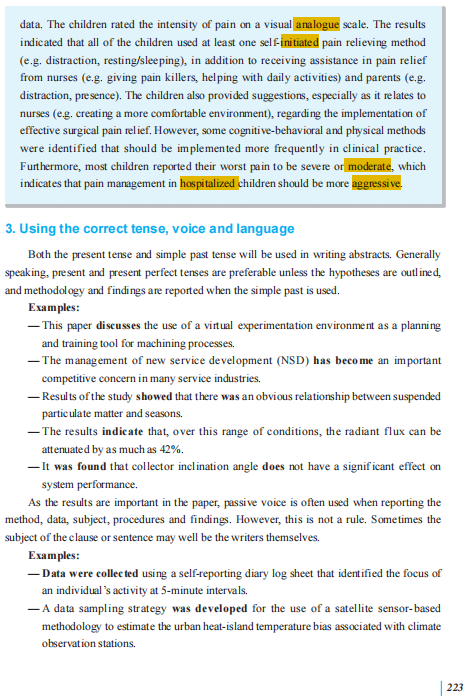 data. The children rated the intensity of pain on a visual analogue scale. The results
indicated that all of the children used at least one self-initiated pain relieving method
(e.g. distraction, resting/sleeping), in addition to receiving assistance in pain relief
from nurses (e.g. giving pain killers, helping with daily activities) and parents (e.g.
distraction, presence). The children also provided suggestions, especially as it relates to
nurses (e.g. creating a more comfortable environment), regarding the implementation of
effective surgical pain relief. However, some cognitive-behavioral and physical methods
were identified that should be implemented more frequently in clinical practice.
Furthermore, most children reported their worst pain to be severe or moderate, which
indicates that pain management in hospitalized children should be more aggressive.
3. Using the correct tense, voice and language
Both the present tense and simple past tense will be used in writing abstracts. Generally
speaking, present and present perfect tenses are preferable unless the hypotheses are outlined,
and methodology and findings are reported when the simple past is used.
Examples:
— This paper discusses the use of a virtual experimentation environment as a planning
and training tool for machining processes.
— The management of new service development (NSD) has become an important
competitive concern in many service industries.
— Results of the study showed that there was an obvious relationship between suspended
particulate matter and seasons.
— The results indicate that, over this range of conditions, the radiant flux can be
attenuated by as much as 42%.
— It was found that collector inclination angle does not have a significant effect on
system performance.
As the results are important in the paper, passive voice is often used when reporting the
method, data, subject, procedures and findings. However, this is not a rule. Sometimes the
subject of the clause or sentence may well be the writers themselves.
Examples:
— Data were collected using a self-reporting diary log sheet that identified the focus of
an individual's activity at 5-minute intervals.
— A data sampling strategy was developed for the use of a satellite sensor-based
methodology to estimate the urban heat-island temperature bias associated with climate
observation stations.
223